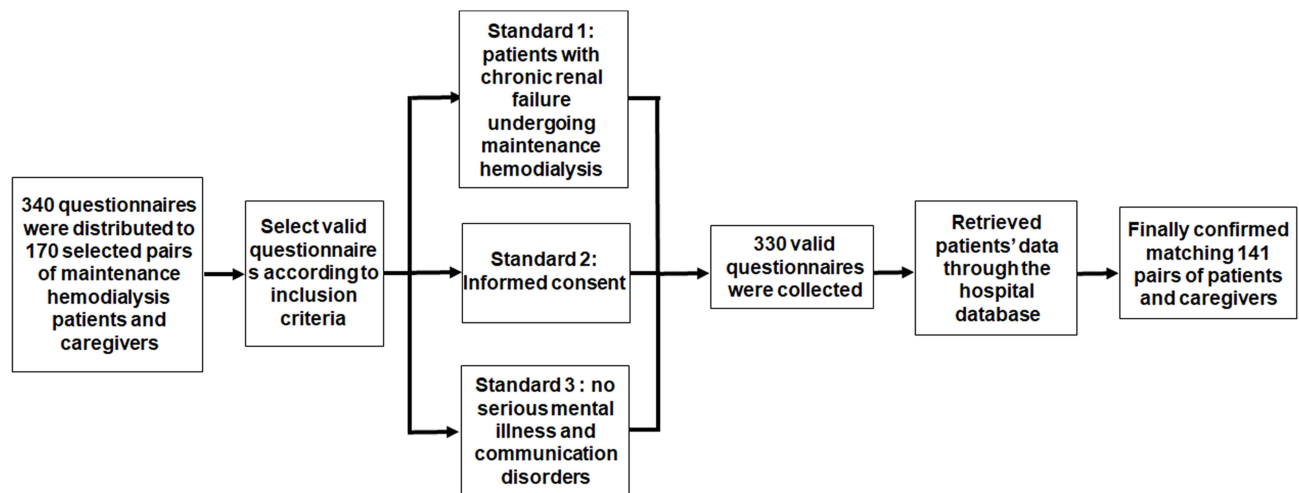 340 questionnaires
were distributed to
170 selected pairs
of maintenance
hemodialysis
patients and
caregivers
Select valid
questionnaire
s according to
inclusion
criteria
Standard 1:
patients with
chronic renal
failure
undergoing
maintenance
hemodialysis
Standard 2:
Informed consent
Standard 3 : no
serious mental
illness and
communication
disorders
330 valid
questionnaires
were collected
Retrieved
patients’ data
through the
hospital
database
Finally confirmed
matching 141
pairs of patients
and caregivers